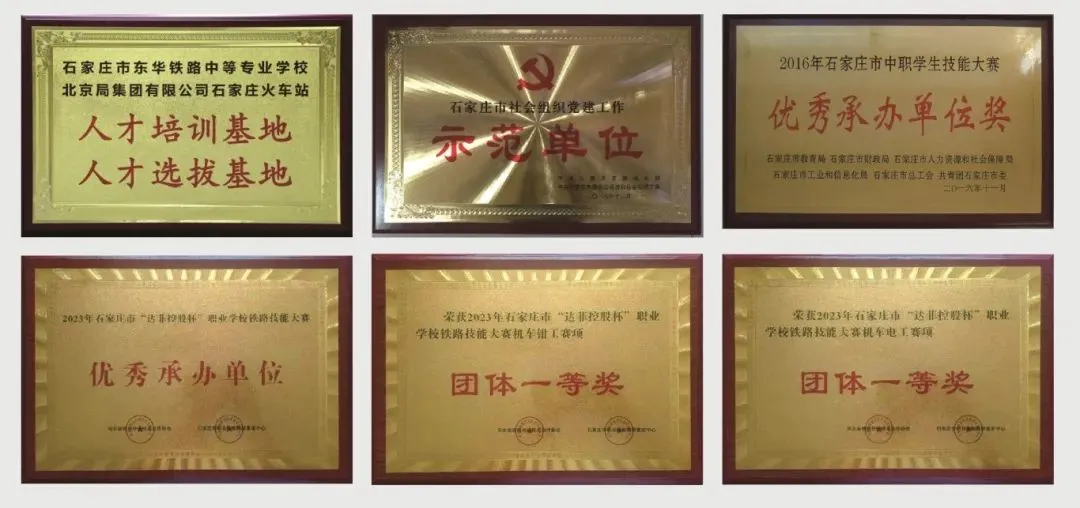 石家庄市东华铁路中等专业学校
北京局集团有限公司石家庄火车站
人才培训基地
人才选拔基地
石家庄市社会组织党建工作
示范单位
2016年石家庄市中职学生技能大赛
优秀承办单位奖
石家庄市教育局 石家庄市财政局 石家庄市人力资源和社会保障局
石家庄市工业和信息化局 石家庄市总工会 共青团石家庄市委
二〇一六年十一月
2023年石家庄市“达菲控股杯”职业学校铁路技能大赛
优秀承办单位
荣获2023年石家庄市“达菲控股杯”职业
学校铁路技能大赛机车钳工赛项
团体一等奖
荣获2023年石家庄市“达菲控股杯”职业
学校铁路技能大赛机车电工赛项
团体一等奖